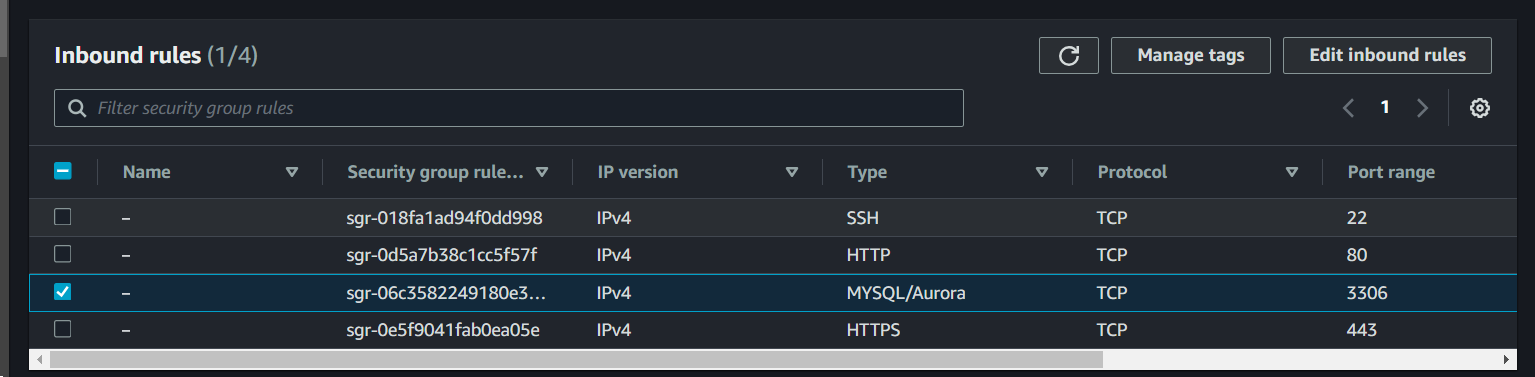 Inbound rules (1/4)
Manage tags
Edit inbound rules
Filter security group rules
1
Name Security group rule... IP version Type Protocol Port range
– sgr-018fa1ad94f0dd998 IPv4 SSH TCP 22
– sgr-0d5a7b38c1cc5f57f IPv4 HTTP TCP 80
– sgr-06c3582249180e3... IPv4 MYSQL/Aurora TCP 3306
– sgr-0e5f9041fab0ea05e IPv4 HTTPS TCP 443